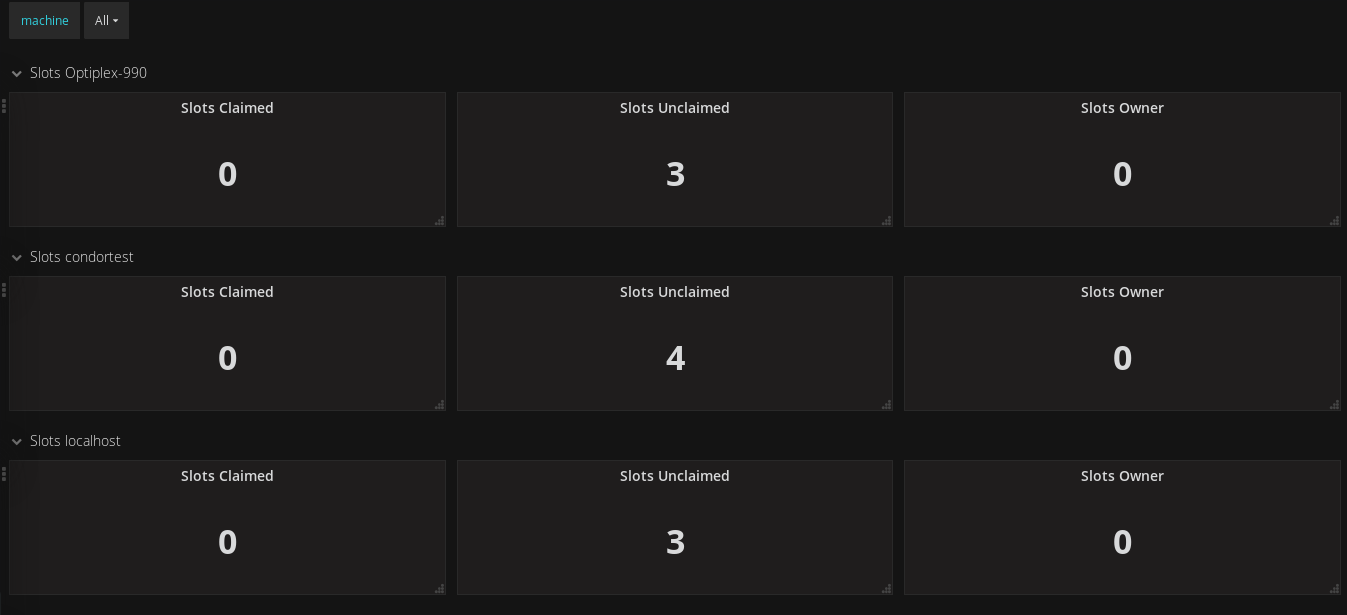 machine All
Slots Optiplex-990
Slots Claimed Slots Unclaimed Slots Owner
0 3 0
Slots condortest
Slots Claimed Slots Unclaimed Slots Owner
0 4 0
Slots localhost
Slots Claimed Slots Unclaimed Slots Owner
0 3 0